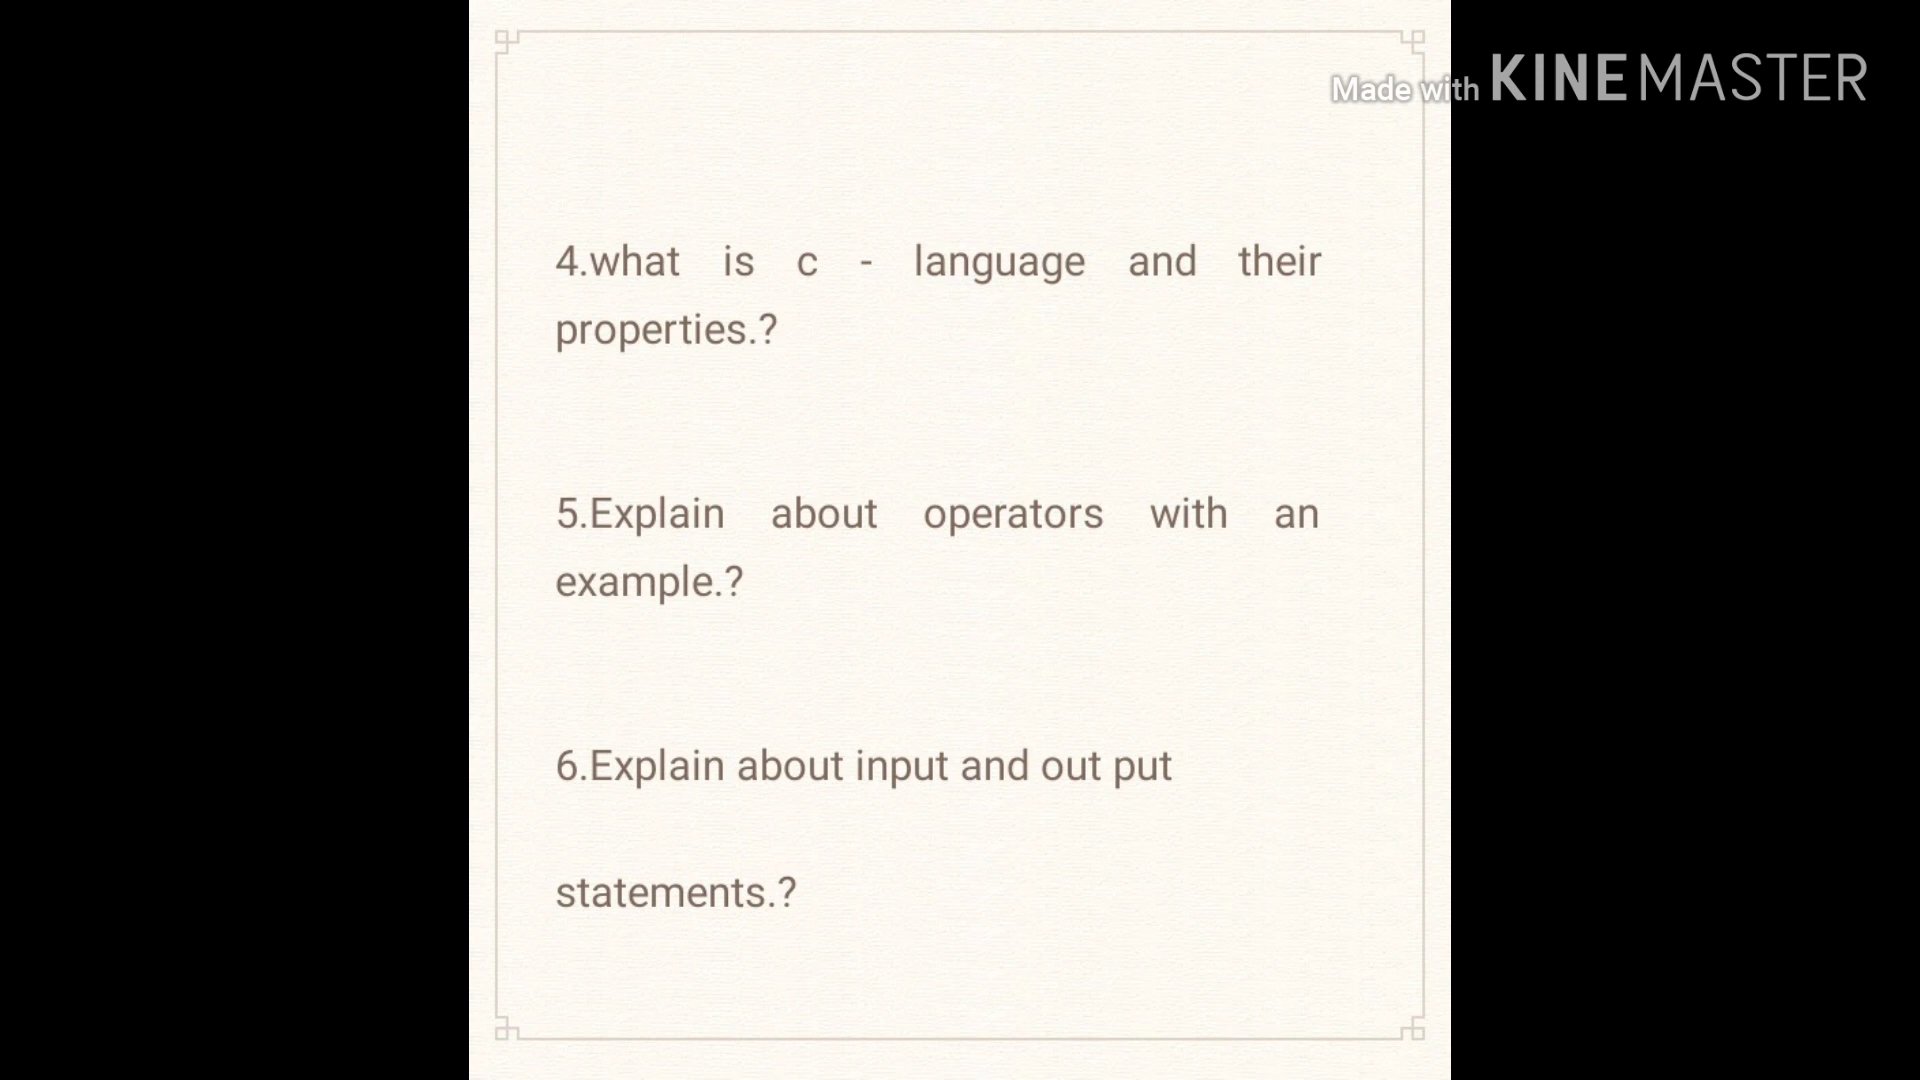 Made with KINEMASTER
4.what is c - language and their
properties.?
5.Explain about operators with an
example.?
6.Explain about input and out put
statements.?